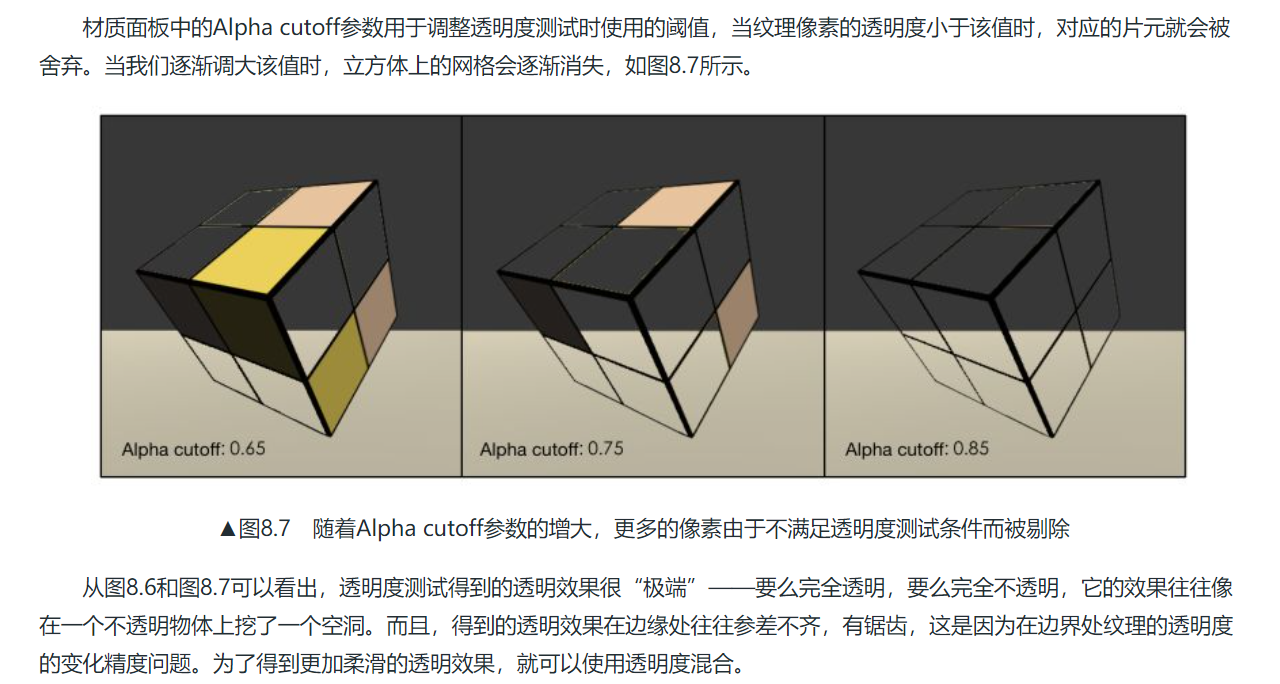 材质面板中的Alpha cutoff参数用于调整透明度测试时使用的阈值，当纹理像素的透明度小于该值时，对应的片元就会被
舍弃。当我们逐渐调大该值时，立方体上的网格会逐渐消失，如图8.7所示。
Alpha cutoff: 0.65
Alpha cutoff: 0.75
Alpha cutoff: 0.85
▲图8.7　随着Alpha cutoff参数的增大，更多的像素由于不满足透明度测试条件而被剔除
从图8.6和图8.7可以看出，透明度测试得到的透明效果很“极端”——要么完全透明，要么完全不透明，它的效果往往像
在一个不透明物体上挖了一个空洞。而且，得到的透明效果在边缘处往往参差不齐，有锯齿，这是因为在边界处纹理的透明度
的变化精度问题。为了得到更加柔滑的透明效果，就可以使用透明度混合。